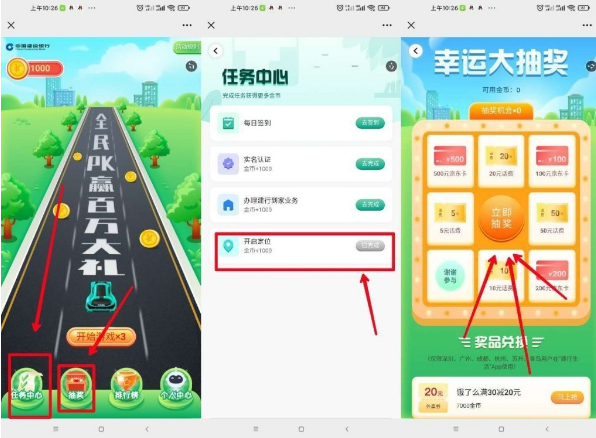 上午10:26
中国建设银行
活动规则
1000
全民PK赢百万大礼
开始游戏×3
任务中心
抽奖
排行榜
个人中心
上午10:26
任务中心
完成任务获得更多金币
每日签到
去签到
实名认证
金币+1000
去完成
办理建行到家业务
金币+1000
去完成
开启定位
金币+1000
已完成
上午10:26
幸运大抽奖
可用金币：0
抽奖机会×0
500
500元京东卡
20
20元话费
100
100元京东卡
5
5元话费
立即
抽奖
50
50元话费
谢谢
参与
10
10元话费
200
200元京东卡
奖品兑换
20元
饿了么满30减20元
7000金币